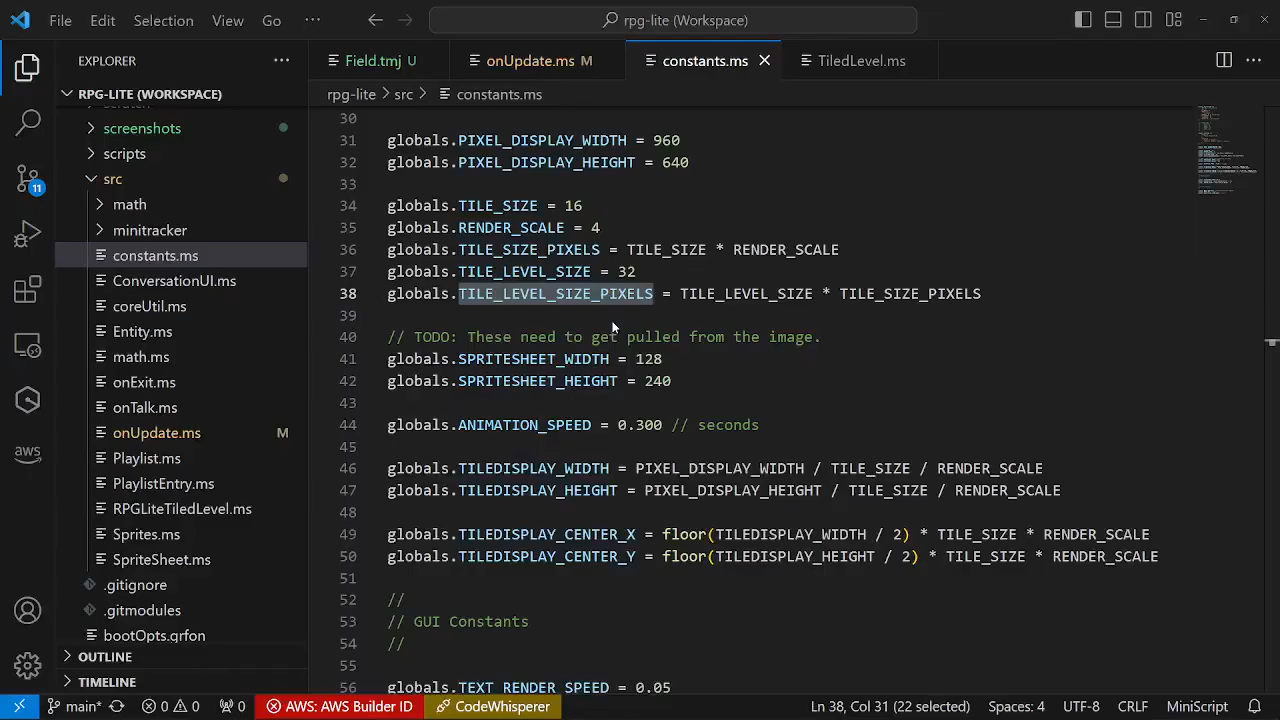 File Edit Selection View Go ··· rpg-lite (Workspace)
EXPLORER ···
Field.tmj U onUpdate.ms M constants.ms TiledLevel.ms ···
RPG-LITE (WORKSPACE)
rpg-lite > src > constants.ms
screenshots
scripts
src
math
minitracker
constants.ms
ConversationUI.ms
coreUtil.ms
Entity.ms
math.ms
onExit.ms
onTalk.ms
onUpdate.ms M
Playlist.ms
PlaylistEntry.ms
RPGLiteTiledLevel.ms
Sprites.ms
SpriteSheet.ms
.gitignore
.gitmodules
bootOpts.grfon
OUTLINE
TIMELINE
11
aws
30
31 globals.PIXEL_DISPLAY_WIDTH = 960
32 globals.PIXEL_DISPLAY_HEIGHT = 640
33
34 globals.TILE_SIZE = 16
35 globals.RENDER_SCALE = 4
36 globals.TILE_SIZE_PIXELS = TILE_SIZE * RENDER_SCALE
37 globals.TILE_LEVEL_SIZE = 32
38 globals.TILE_LEVEL_SIZE_PIXELS = TILE_LEVEL_SIZE * TILE_SIZE_PIXELS
39
40 // TODO: These need to get pulled from the image.
41 globals.SPRITESHEET_WIDTH = 128
42 globals.SPRITESHEET_HEIGHT = 240
43
44 globals.ANIMATION_SPEED = 0.300 // seconds
45
46 globals.TILEDISPLAY_WIDTH = PIXEL_DISPLAY_WIDTH / TILE_SIZE / RENDER_SCALE
47 globals.TILEDISPLAY_HEIGHT = PIXEL_DISPLAY_HEIGHT / TILE_SIZE / RENDER_SCALE
48
49 globals.TILEDISPLAY_CENTER_X = floor(TILEDISPLAY_WIDTH / 2) * TILE_SIZE * RENDER_SCALE
50 globals.TILEDISPLAY_CENTER_Y = floor(TILEDISPLAY_HEIGHT / 2) * TILE_SIZE * RENDER_SCALE
51
52 //
53 // GUI Constants
54 //
55
56 globals.TEXT_RENDER_SPEED = 0.05
main* 0 0 0 AWS: AWS Builder ID CodeWhisperer Ln 38, Col 31 (22 selected) Spaces: 4 UTF-8 CRLF MiniScript